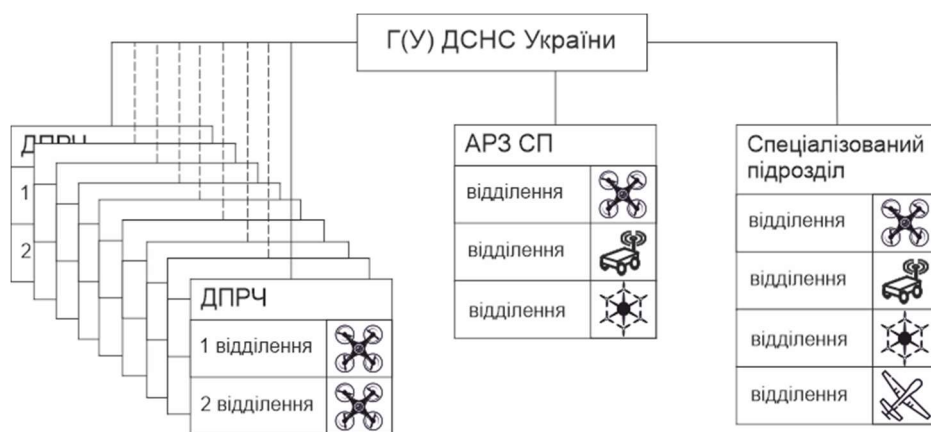 Г(У) ДСНС України
ДПРЧ
1
2
ДПРЧ
1 відділення
2 відділення
АРЗ СП
відділення
відділення
відділення
Спеціалізований
підрозділ
відділення
відділення
відділення
відділення